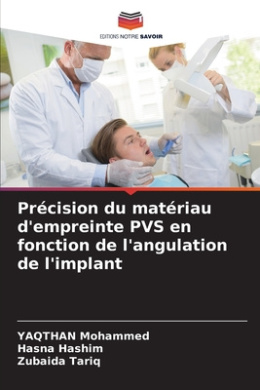 EDITIONS NOTRE SAVOIR
Précision du matériau
d'empreinte PVS en
fonction de l'angulation
de l'implant
YAQTHAN Mohammed
Hasna Hashim
Zubaida Tariq